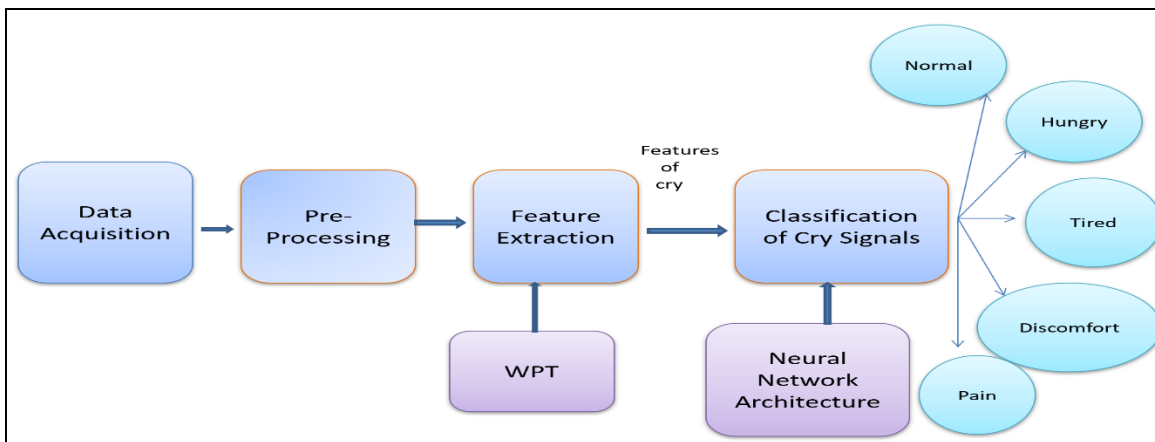 Data
Acquisition
Pre-
Processing
Feature
Extraction
WPT
Features
of
cry
Classification
of Cry Signals
Neural
Network
Architecture
Normal
Hungry
Tired
Discomfort
Pain